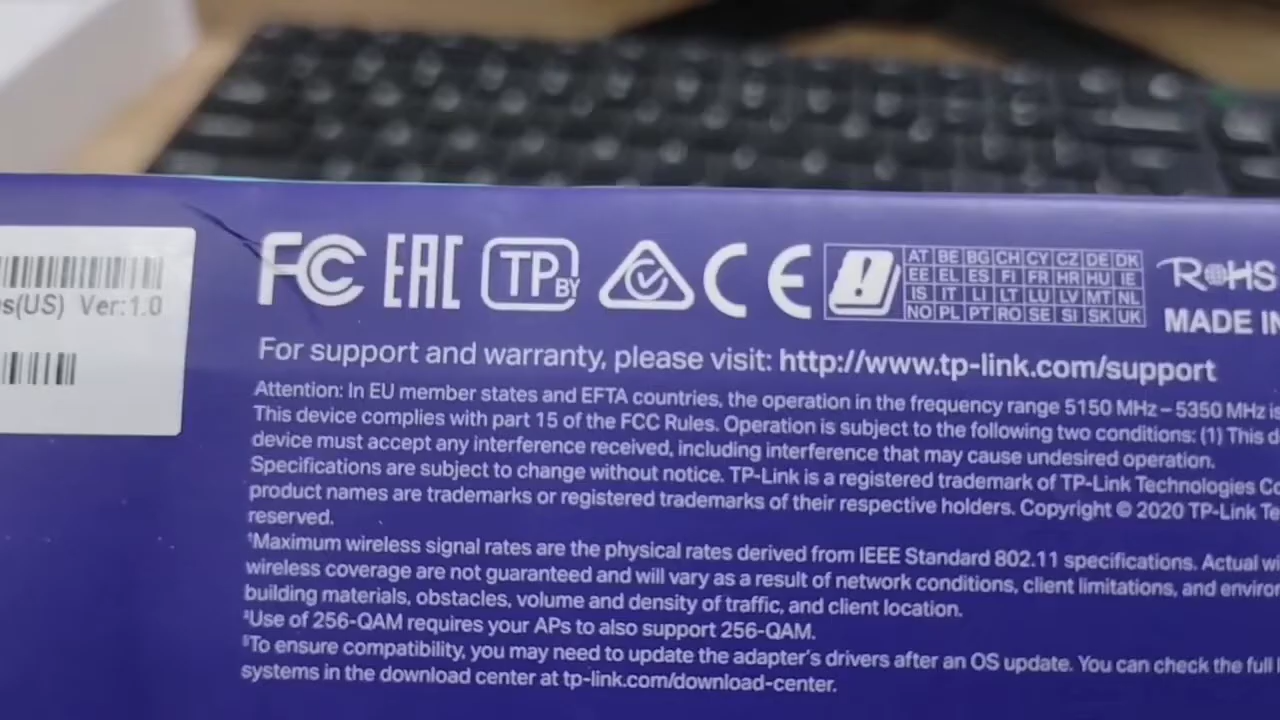 s(US) Ver:1.0
FC EAC TP BY CE AT BE BG CH CY CZ DE DK
EE EL ES FI FR HR HU IE
IS IT LI LT LU LV MT NL
NO PL PT RO SE SI SK UK
RoHS
MADE IN
For support and warranty, please visit: http://www.tp-link.com/support
Attention: In EU member states and EFTA countries, the operation in the frequency range 5150 MHz – 5350 MHz is
This device complies with part 15 of the FCC Rules. Operation is subject to the following two conditions: (1) This d
device must accept any interference received, including interference that may cause undesired operation.
Specifications are subject to change without notice. TP-Link is a registered trademark of TP-Link Technologies Co
product names are trademarks or registered trademarks of their respective holders. Copyright © 2020 TP-Link Te
reserved.
†Maximum wireless signal rates are the physical rates derived from IEEE Standard 802.11 specifications. Actual wi
wireless coverage are not guaranteed and will vary as a result of network conditions, client limitations, and environ
building materials, obstacles, volume and density of traffic, and client location.
‡Use of 256-QAM requires your APs to also support 256-QAM.
§To ensure compatibility, you may need to update the adapter's drivers after an OS update. You can check the full l
systems in the download center at tp-link.com/download-center.